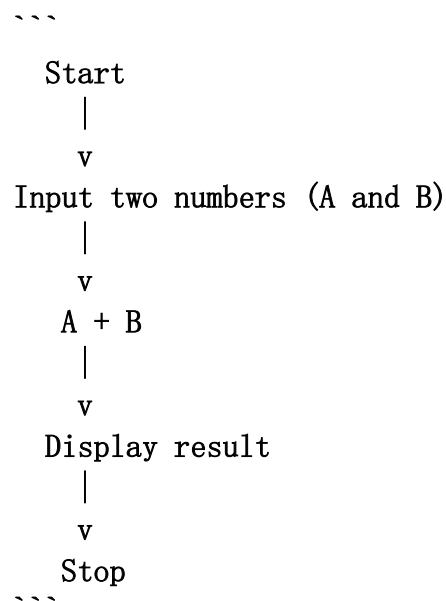 ```
  Start
    |
    v
Input two numbers (A and B)
    |
    v
   A + B
    |
    v
  Display result
    |
    v
   Stop
```